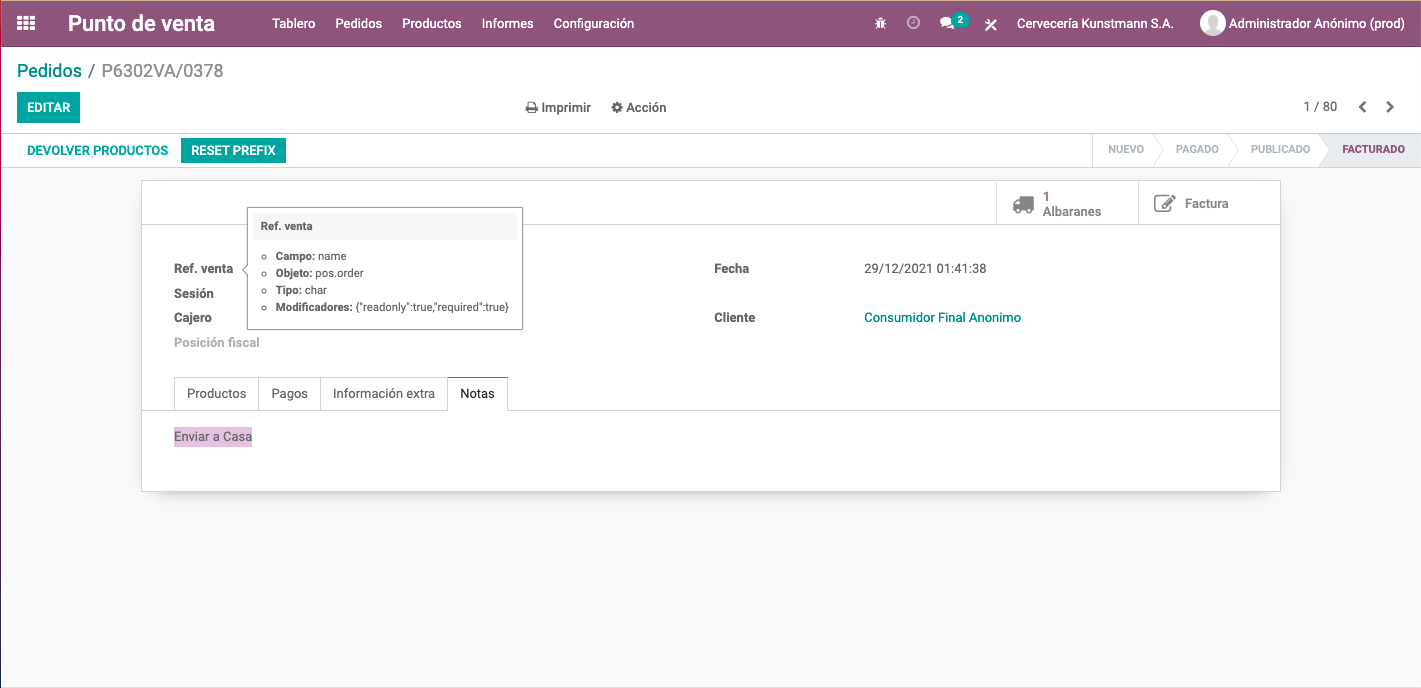 Punto de venta Tablero Pedidos Productos Informes Configuración 2 Cervecería Kunstmann S.A. Administrador Anónimo (prod)
Pedidos / P6302VA/0378
EDITAR Imprimir Acción 1 / 80
DEVOLVER PRODUCTOS RESET PREFIX NUEVO PAGADO PUBLICADO FACTURADO
1
Albaranes
Factura
Ref. venta
Campo: name
Objeto: pos.order
Tipo: char
Modificadores: {"readonly":true,"required":true}
Ref. venta
Sesión
Cajero
Posición fiscal
Fecha 29/12/2021 01:41:38
Cliente Consumidor Final Anonimo
Productos Pagos Información extra Notas
Enviar a Casa